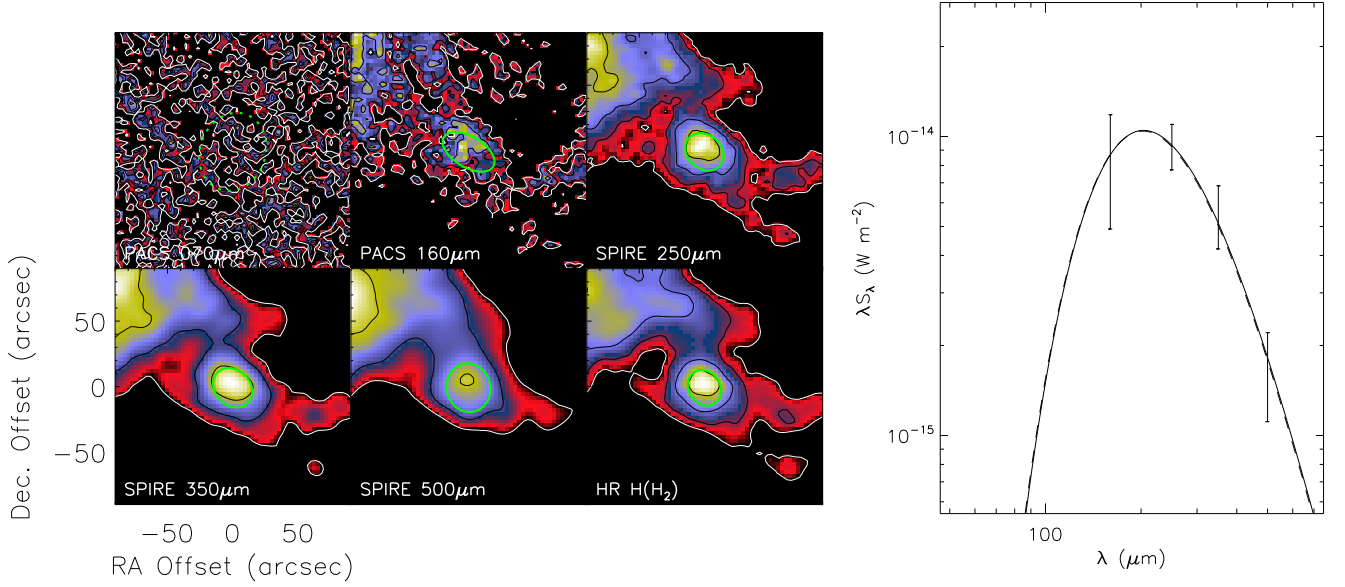 PACS 070μm
PACS 160μm
SPIRE 250μm
SPIRE 350μm
SPIRE 500μm
HR H(H₂)
Dec. Offset (arcsec)
50
0
−50
−50 0 50
RA Offset (arcsec)
λS_λ (W m⁻²)
10⁻¹⁴
10⁻¹⁵
100
λ (μm)